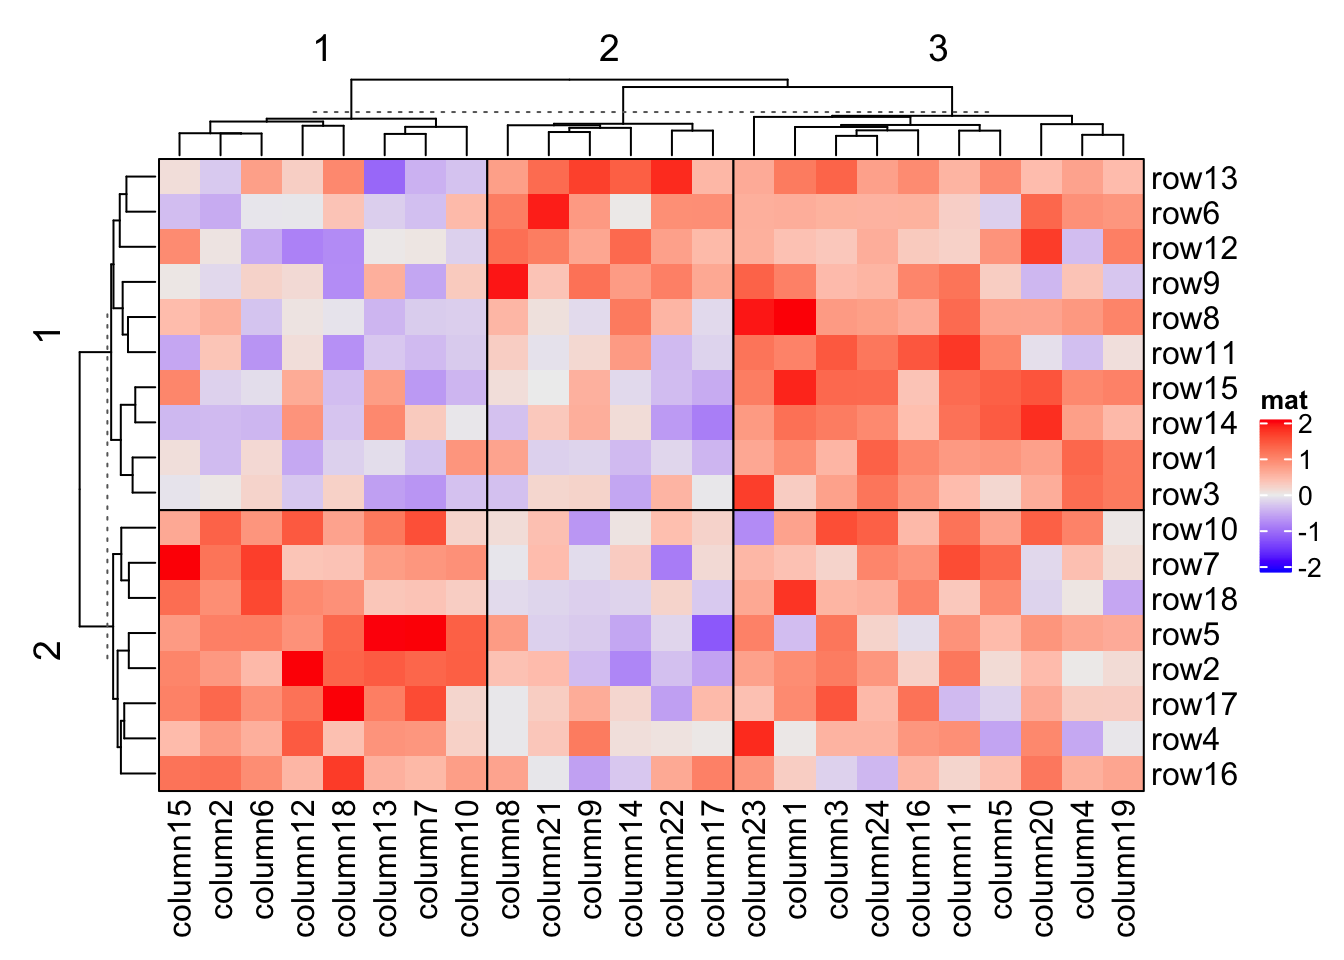 1 2 3
1
2
row13
row6
row12
row9
row8
row11
row15
row14
row1
row3
row10
row7
row18
row5
row2
row17
row4
row16
column15
column2
column6
column12
column18
column13
column7
column10
column8
column21
column9
column14
column22
column17
column23
column1
column3
column24
column16
column11
column5
column20
column4
column19
mat
2
1
0
-1
-2